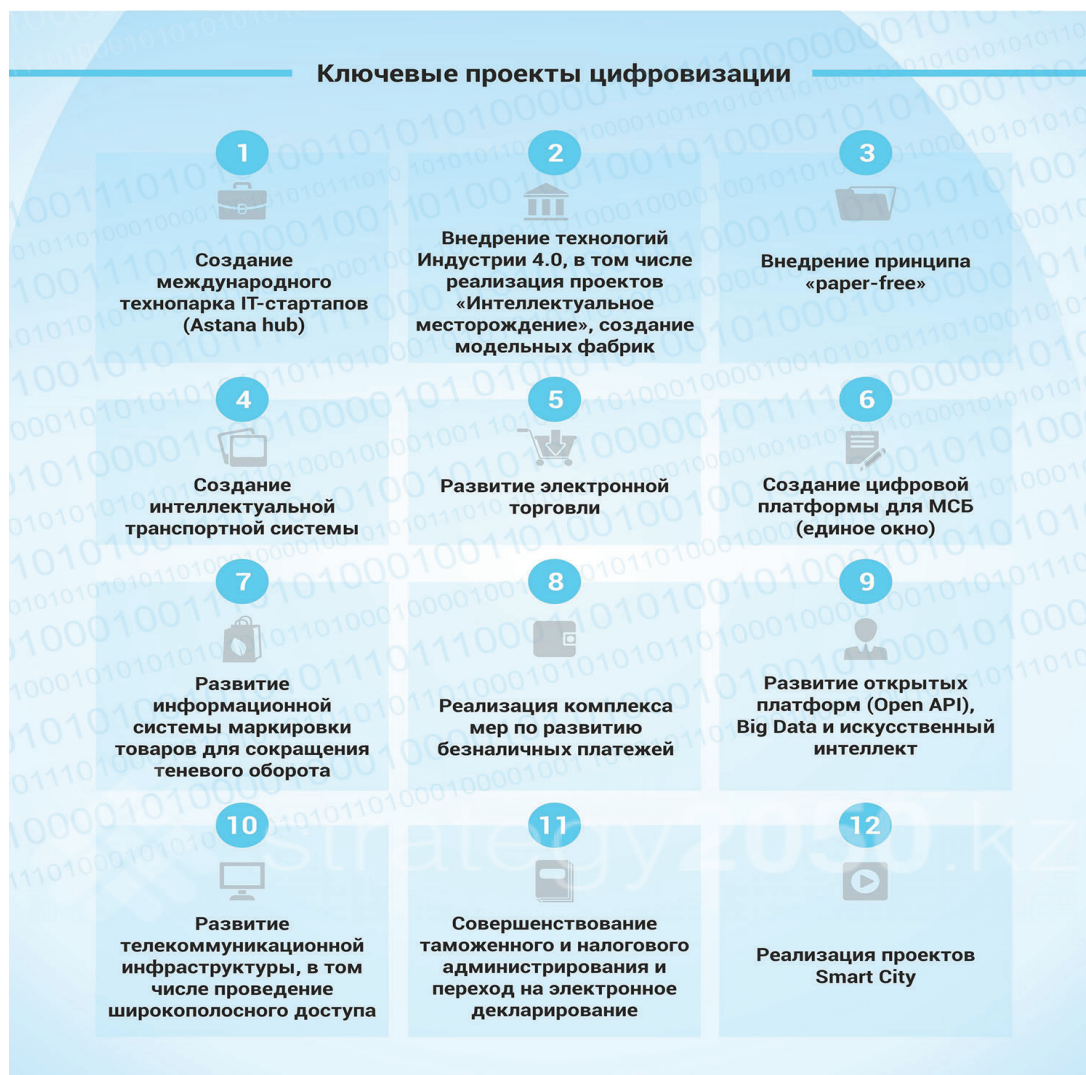 Ключевые проекты цифровизации
1
Создание
международного
технопарка IT-стартапов
(Astana hub)
2
Внедрение технологий
Индустрии 4.0, в том числе
реализация проектов
«Интеллектуальное
месторождение», создание
модельных фабрик
3
Внедрение принципа
«paper-free»
4
Создание
интеллектуальной
транспортной системы
5
Развитие электронной
торговли
6
Создание цифровой
платформы для МСБ
(единое окно)
7
Развитие
информационной
системы маркировки
товаров для сокращения
теневого оборота
8
Реализация комплекса
мер по развитию
безналичных платежей
9
Развитие открытых
платформ (Open API),
Big Data и искусственный
интеллект
10
Развитие
телекоммуникационной
инфраструктуры, в том
числе проведение
широкополосного доступа
11
Совершенствование
таможенного и налогового
администрирования и
переход на электронное
декларирование
12
Реализация проектов
Smart City
strategy2050.kz